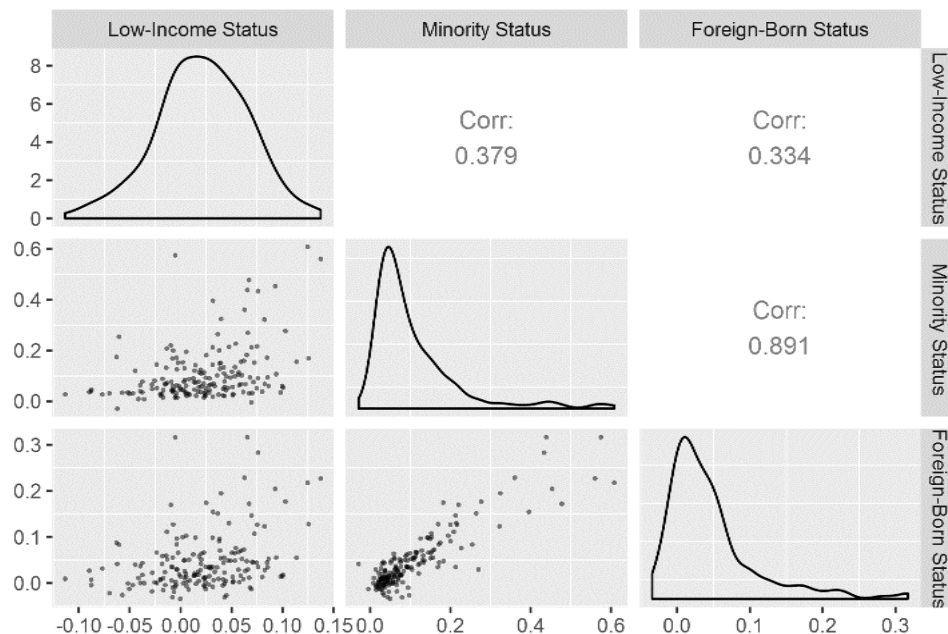 Low-Income Status
Minority Status
Foreign-Born Status
8
6
4
2
0
Corr:
0.379
Corr:
0.334
Low-Income Status
0.6
0.4
0.2
0.0
Corr:
0.891
Minority Status
0.3
0.2
0.1
0.0
Foreign-Born Status
-0.10 -0.05 0.00 0.05 0.10 0.15
0.0 0.2 0.4 0.6
0.0 0.1 0.2 0.3